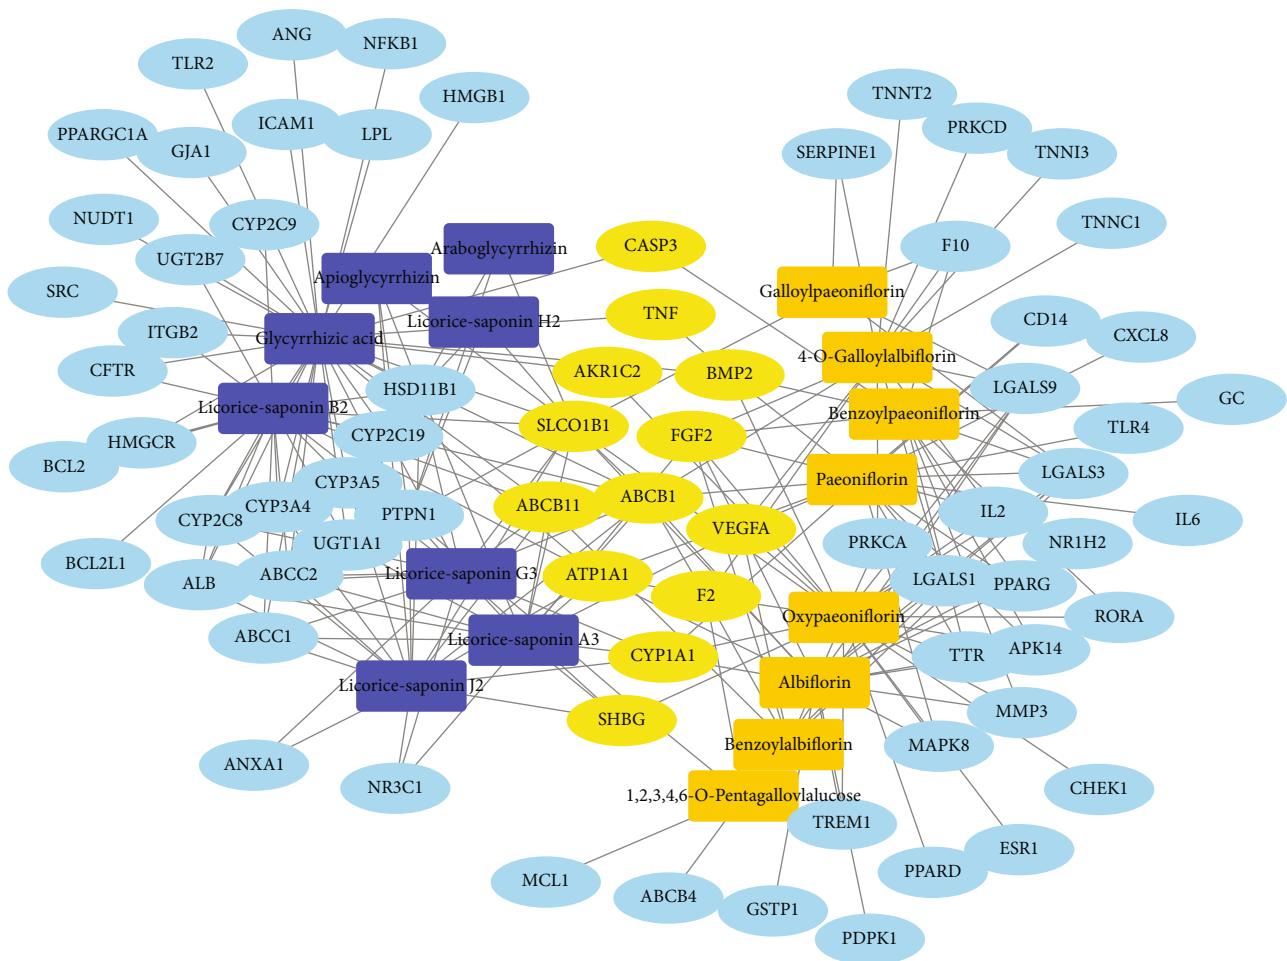 ANG
NFKB1
TLR2
HMGB1
TNNT2
PPARGC1A
GJA1
ICAM1
LPL
SERPINE1
PRKCD
TNNI3
NUDT1
CYP2C9
TNNC1
UGT2B7
Araboglycyrrhizin
CASP3
F10
Apioglycyrrhizin
SRC
Galloylpaeoniflorin
ITGB2
Licorice-saponin H2
TNF
CD14
Glycyrrhizic acid
CXCL8
4-O-Galloylalbiflorin
CFTR
AKR1C2
BMP2
HSD11B1
LGALS9
GC
Licorice-saponin B2
Benzoylpaeoniflorin
HMGCR
CYP2C19
SLCO1B1
FGF2
TLR4
BCL2
CYP3A5
LGALS3
CYP3A4
ABCB11
ABCB1
Paeoniflorin
CYP2C8
PTPN1
IL2
IL6
UGT1A1
VEGFA
PRKCA
NR1H2
BCL2L1
ALB
ABCC2
Licorice-saponin G3
ATP1A1
LGALS1
PPARG
F2
Oxypaeoniflorin
RORA
ABCC1
Licorice-saponin A3
CYP1A1
TTR
APK14
Licorice-saponin J2
Albiflorin
SHBG
MMP3
Benzoylalbiflorin
MAPK8
ANXA1
NR3C1
1,2,3,4,6-O-Pentagallovlalucose
CHEK1
TREM1
MCL1
ABCB4
GSTP1
PPARD
ESR1
PDPK1